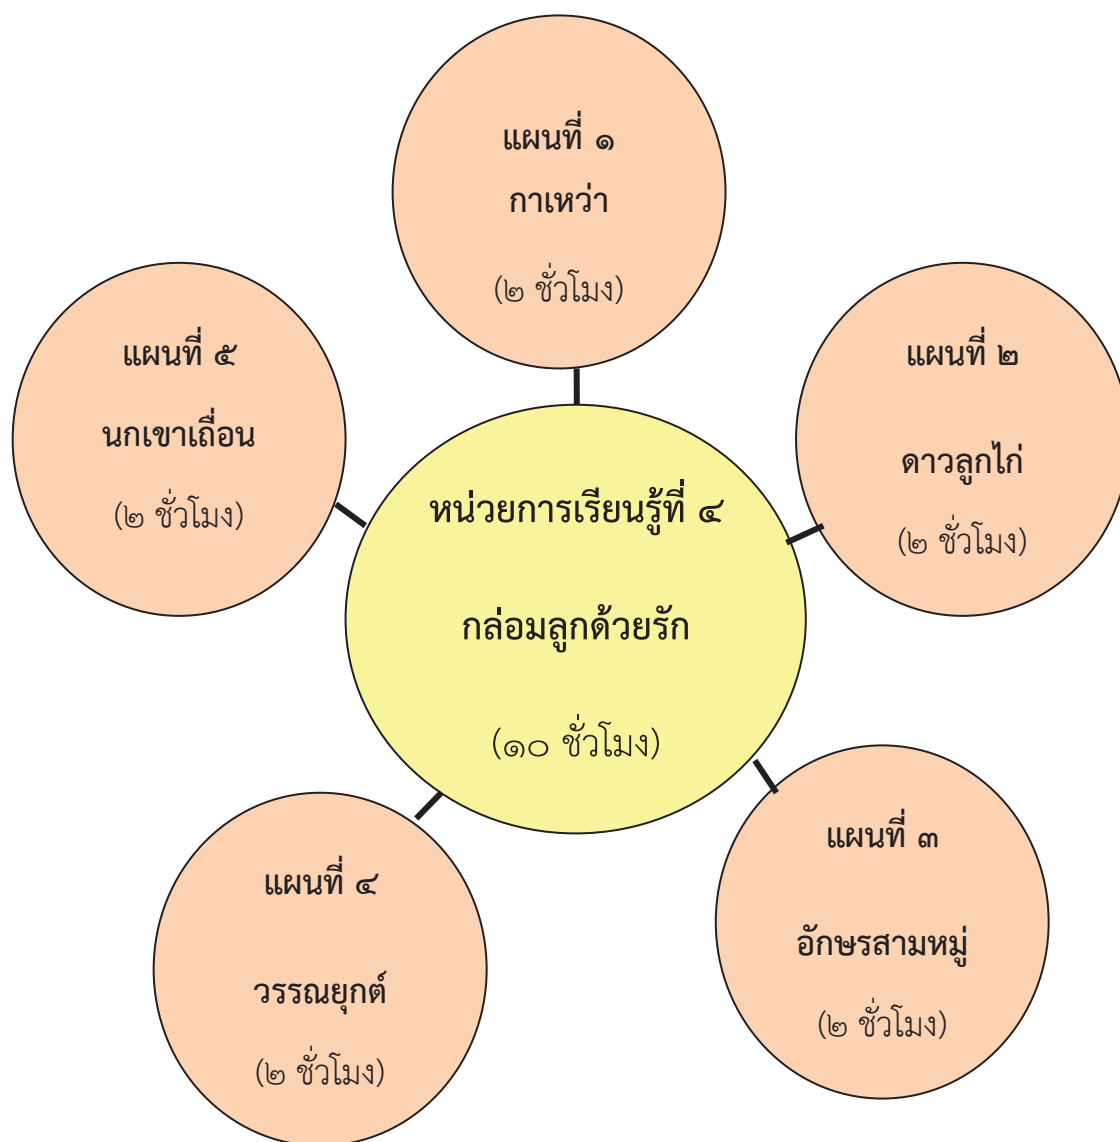 แผนที่ ๑
กาเหว่า
(๒ ชั่วโมง)
แผนที่ ๕
นกเขาเถื่อน
(๒ ชั่วโมง)
แผนที่ ๒
ดาวลูกไก่
(๒ ชั่วโมง)
หน่วยการเรียนรู้ที่ ๔
กล่อมลูกด้วยรัก
(๑๐ ชั่วโมง)
แผนที่ ๔
วรรณยุกต์
(๒ ชั่วโมง)
แผนที่ ๓
อักษรสามหมู่
(๒ ชั่วโมง)